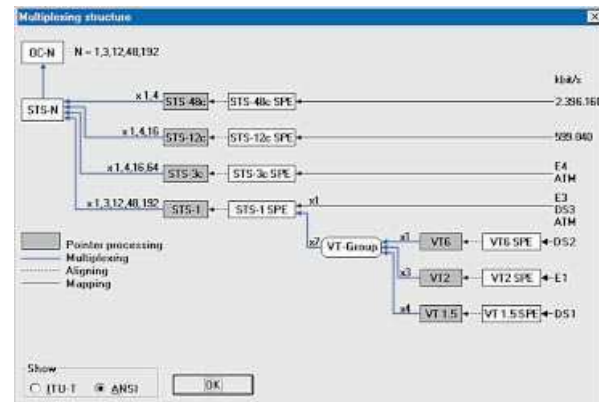 Multiplexing structure
OC-N N = 1,3,12,48,192
kbit/s
STS-N x 1,4 STS-48c STS-48c SPE 2.396.160
x 1,4,16 STS-12c STS-12c SPE 599.040
x 1,4,16,64 STS-3c STS-3c SPE E4
ATM
x 1,3,12,48,192 STS-1 STS-1 SPE x1 E3
DS3
ATM
x7 VT-Group x1 VT6 VT6 SPE DS2
x3 VT2 VT2 SPE E1
x4 VT 1.5 VT 1.5 SPE DS1
Pointer processing
Multiplexing
Aligning
Mapping
Show
ITU-T ANSI OK